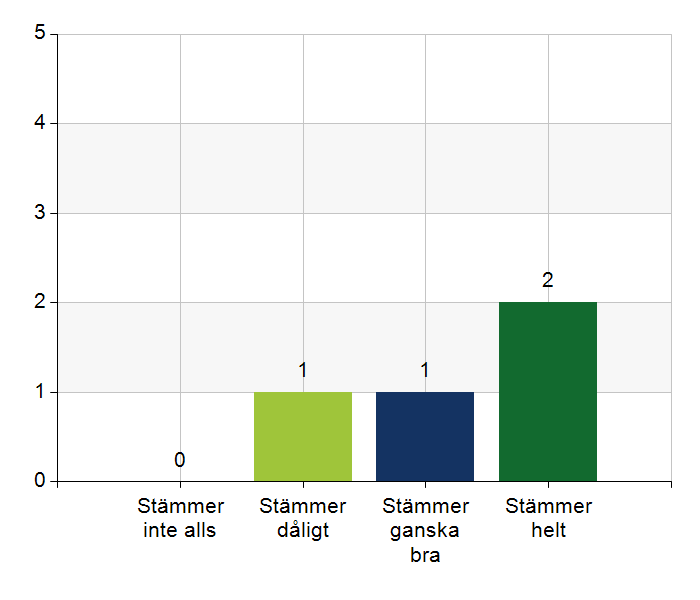 5
4
3
2
1
0
0
1
1
2
Stämmer
inte alls
Stämmer
dåligt
Stämmer
ganska
bra
Stämmer
helt